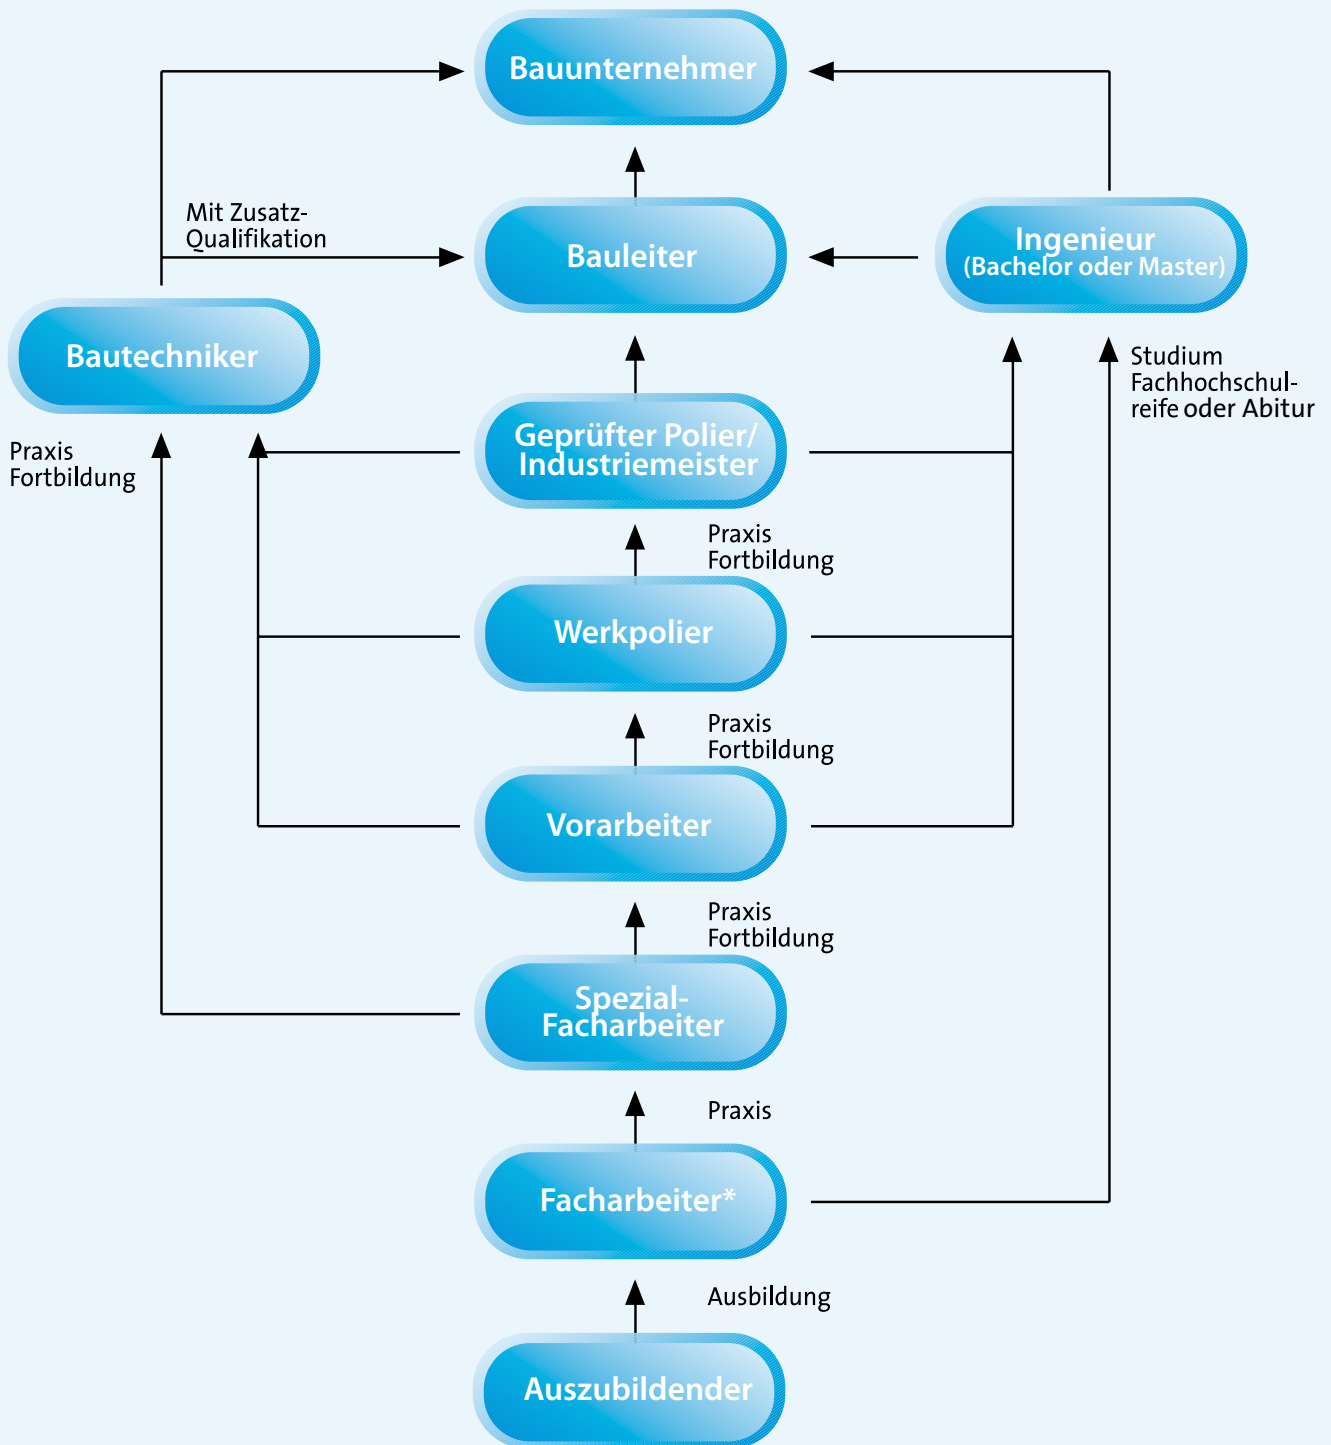 Bauunternehmer
Mit Zusatz-
Qualifikation
Bauleiter
Ingenieur
(Bachelor oder Master)
Bautechniker
Studium
Fachhochschul-
reife oder Abitur
Praxis
Fortbildung
Geprüfter Polier/
Industriemeister
Praxis
Fortbildung
Werkpolier
Praxis
Fortbildung
Vorarbeiter
Praxis
Fortbildung
Spezial-
Facharbeiter
Praxis
Facharbeiter*
Ausbildung
Auszubildender